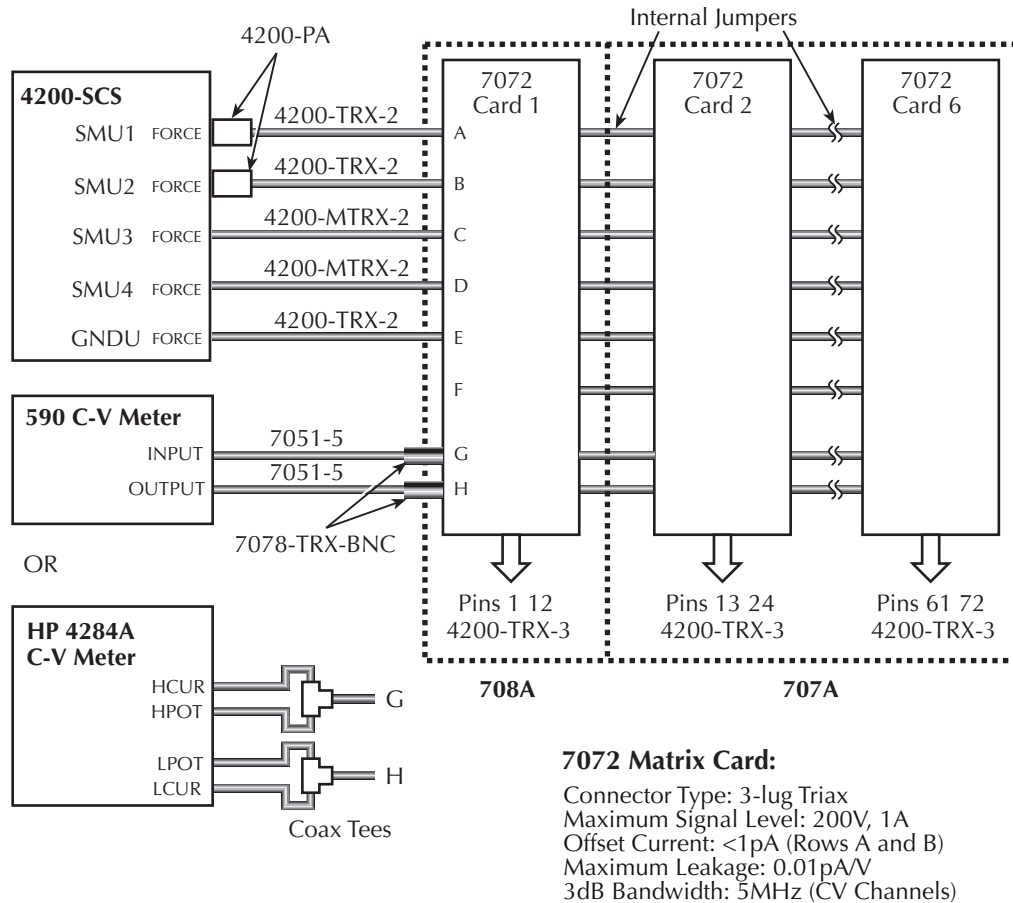 Internal Jumpers
4200-PA
4200-SCS
SMU1 FORCE
SMU2 FORCE
SMU3 FORCE
SMU4 FORCE
GNDU FORCE
4200-TRX-2
4200-TRX-2
4200-MTRX-2
4200-MTRX-2
4200-TRX-2
7072
Card 1
A
B
C
D
E
F
G
H
7072
Card 2
7072
Card 6
590 C-V Meter
INPUT
OUTPUT
7051-5
7051-5
7078-TRX-BNC
OR
Pins 1 12
4200-TRX-3
Pins 13 24
4200-TRX-3
Pins 61 72
4200-TRX-3
708A
707A
HP 4284A
C-V Meter
HCUR
HPOT
LPOT
LCUR
G
H
Coax Tees
7072 Matrix Card:
Connector Type: 3-lug Triax
Maximum Signal Level: 200V, 1A
Offset Current: <1pA (Rows A and B)
Maximum Leakage: 0.01pA/V
3dB Bandwidth: 5MHz (CV Channels)